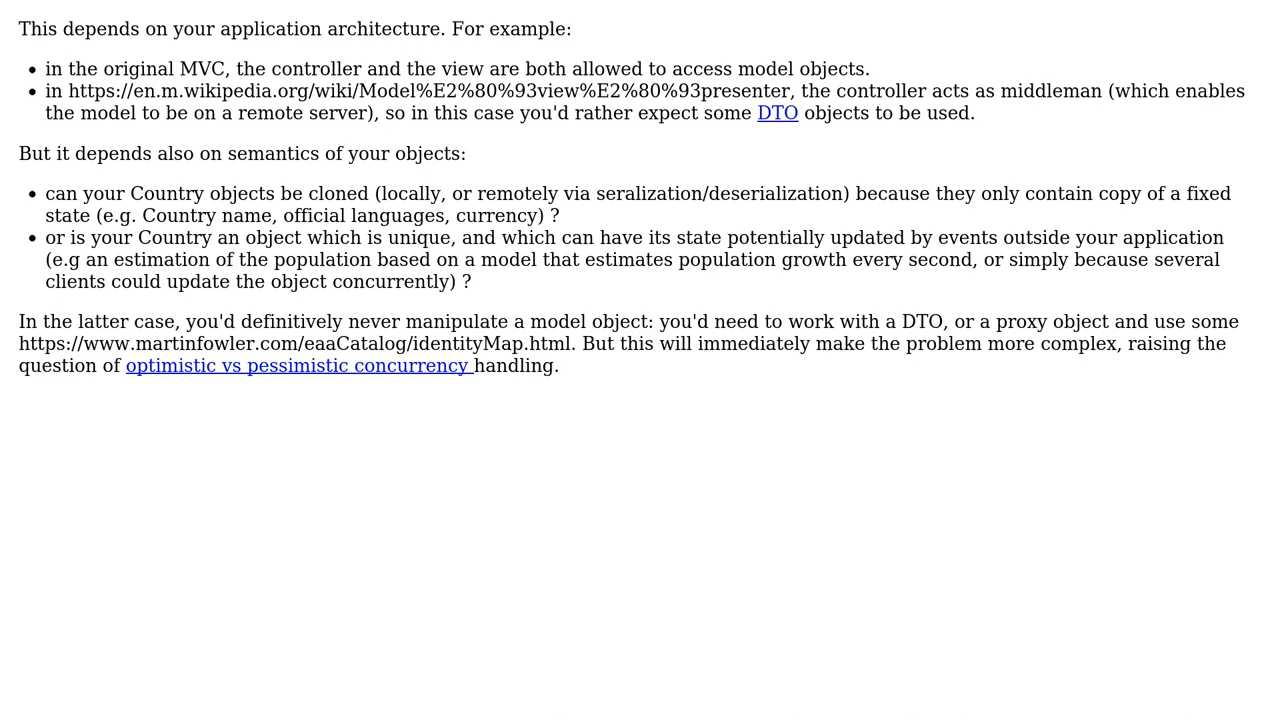 This depends on your application architecture. For example:
• in the original MVC, the controller and the view are both allowed to access model objects.
• in https://en.m.wikipedia.org/wiki/Model%E2%80%93view%E2%80%93presenter, the controller acts as middleman (which enables
the model to be on a remote server), so in this case you'd rather expect some DTO objects to be used.
But it depends also on semantics of your objects:
• can your Country objects be cloned (locally, or remotely via seralization/deserialization) because they only contain copy of a fixed
state (e.g. Country name, official languages, currency) ?
• or is your Country an object which is unique, and which can have its state potentially updated by events outside your application
(e.g an estimation of the population based on a model that estimates population growth every second, or simply because several
clients could update the object concurrently) ?
In the latter case, you'd definitively never manipulate a model object: you'd need to work with a DTO, or a proxy object and use some
https://www.martinfowler.com/eaaCatalog/identityMap.html. But this will immediately make the problem more complex, raising the
question of optimistic vs pessimistic concurrency handling.